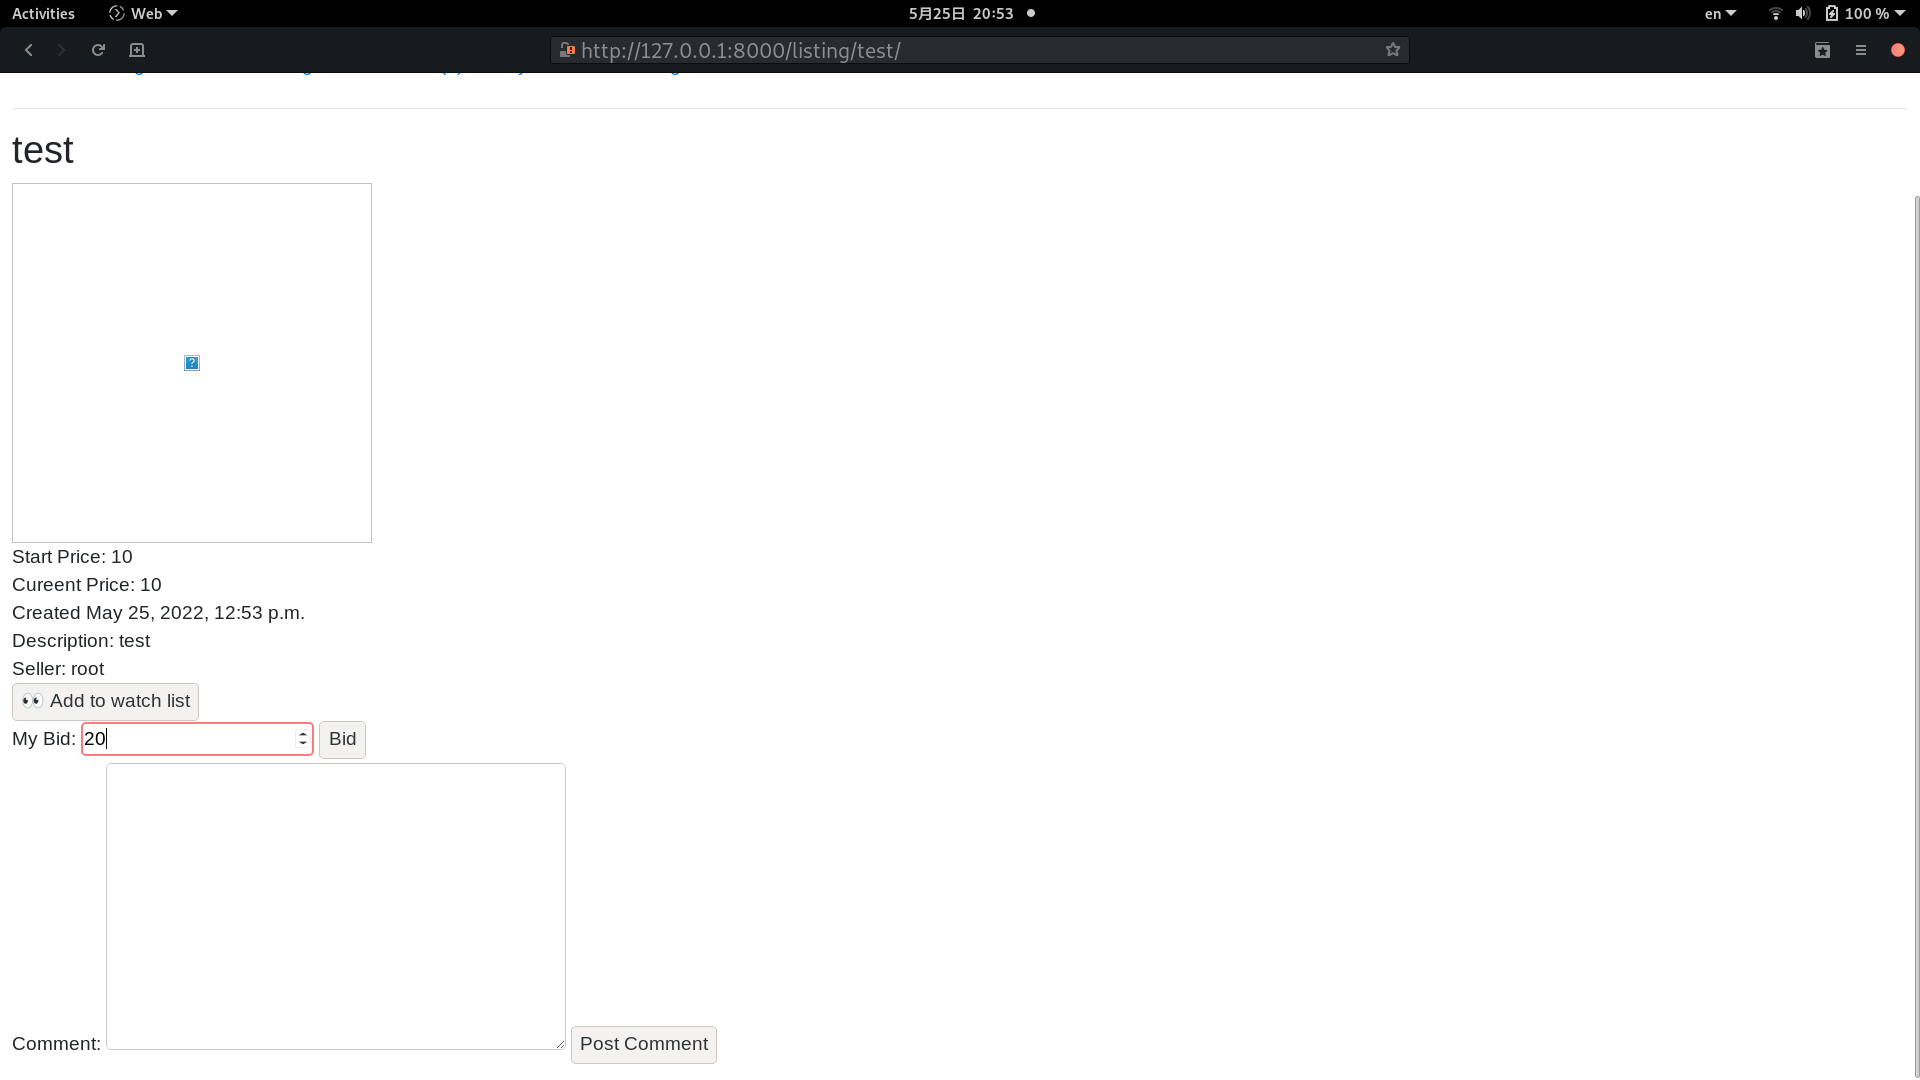 Activities Web 5月25日 20:53 en 100 %
http://127.0.0.1:8000/listing/test/
test
Start Price: 10
Cureent Price: 10
Created May 25, 2022, 12:53 p.m.
Description: test
Seller: root
👀 Add to watch list
My Bid: 20 Bid
Comment: Post Comment